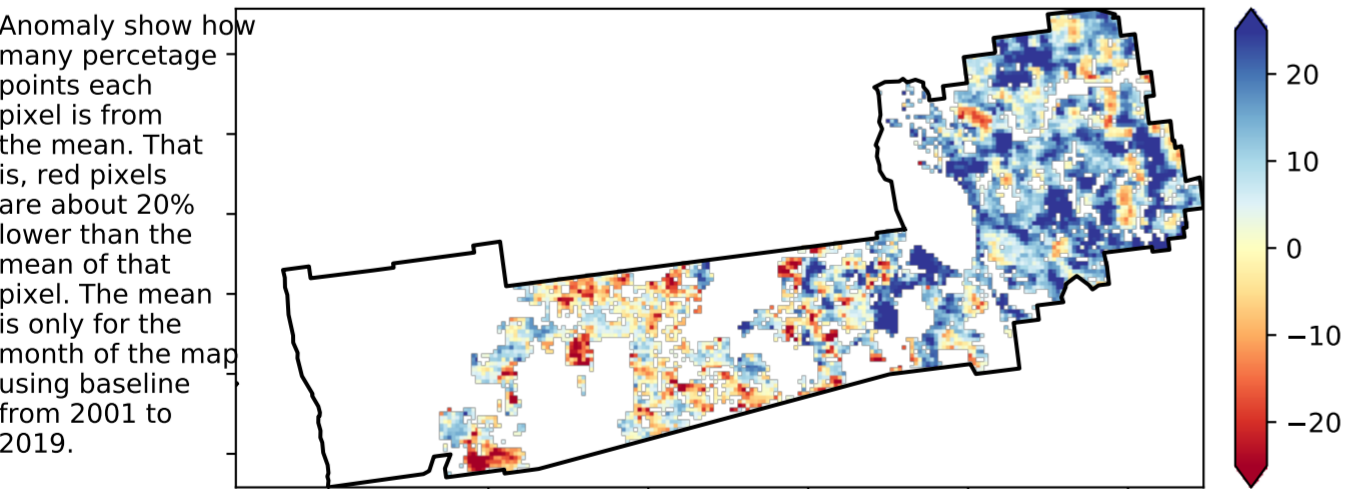 Anomaly show how
many percetage
points each
pixel is from
the mean. That
is, red pixels
are about 20%
lower than the
mean of that
pixel. The mean
is only for the
month of the map
using baseline
from 2001 to
2019.
20
10
0
−10
−20